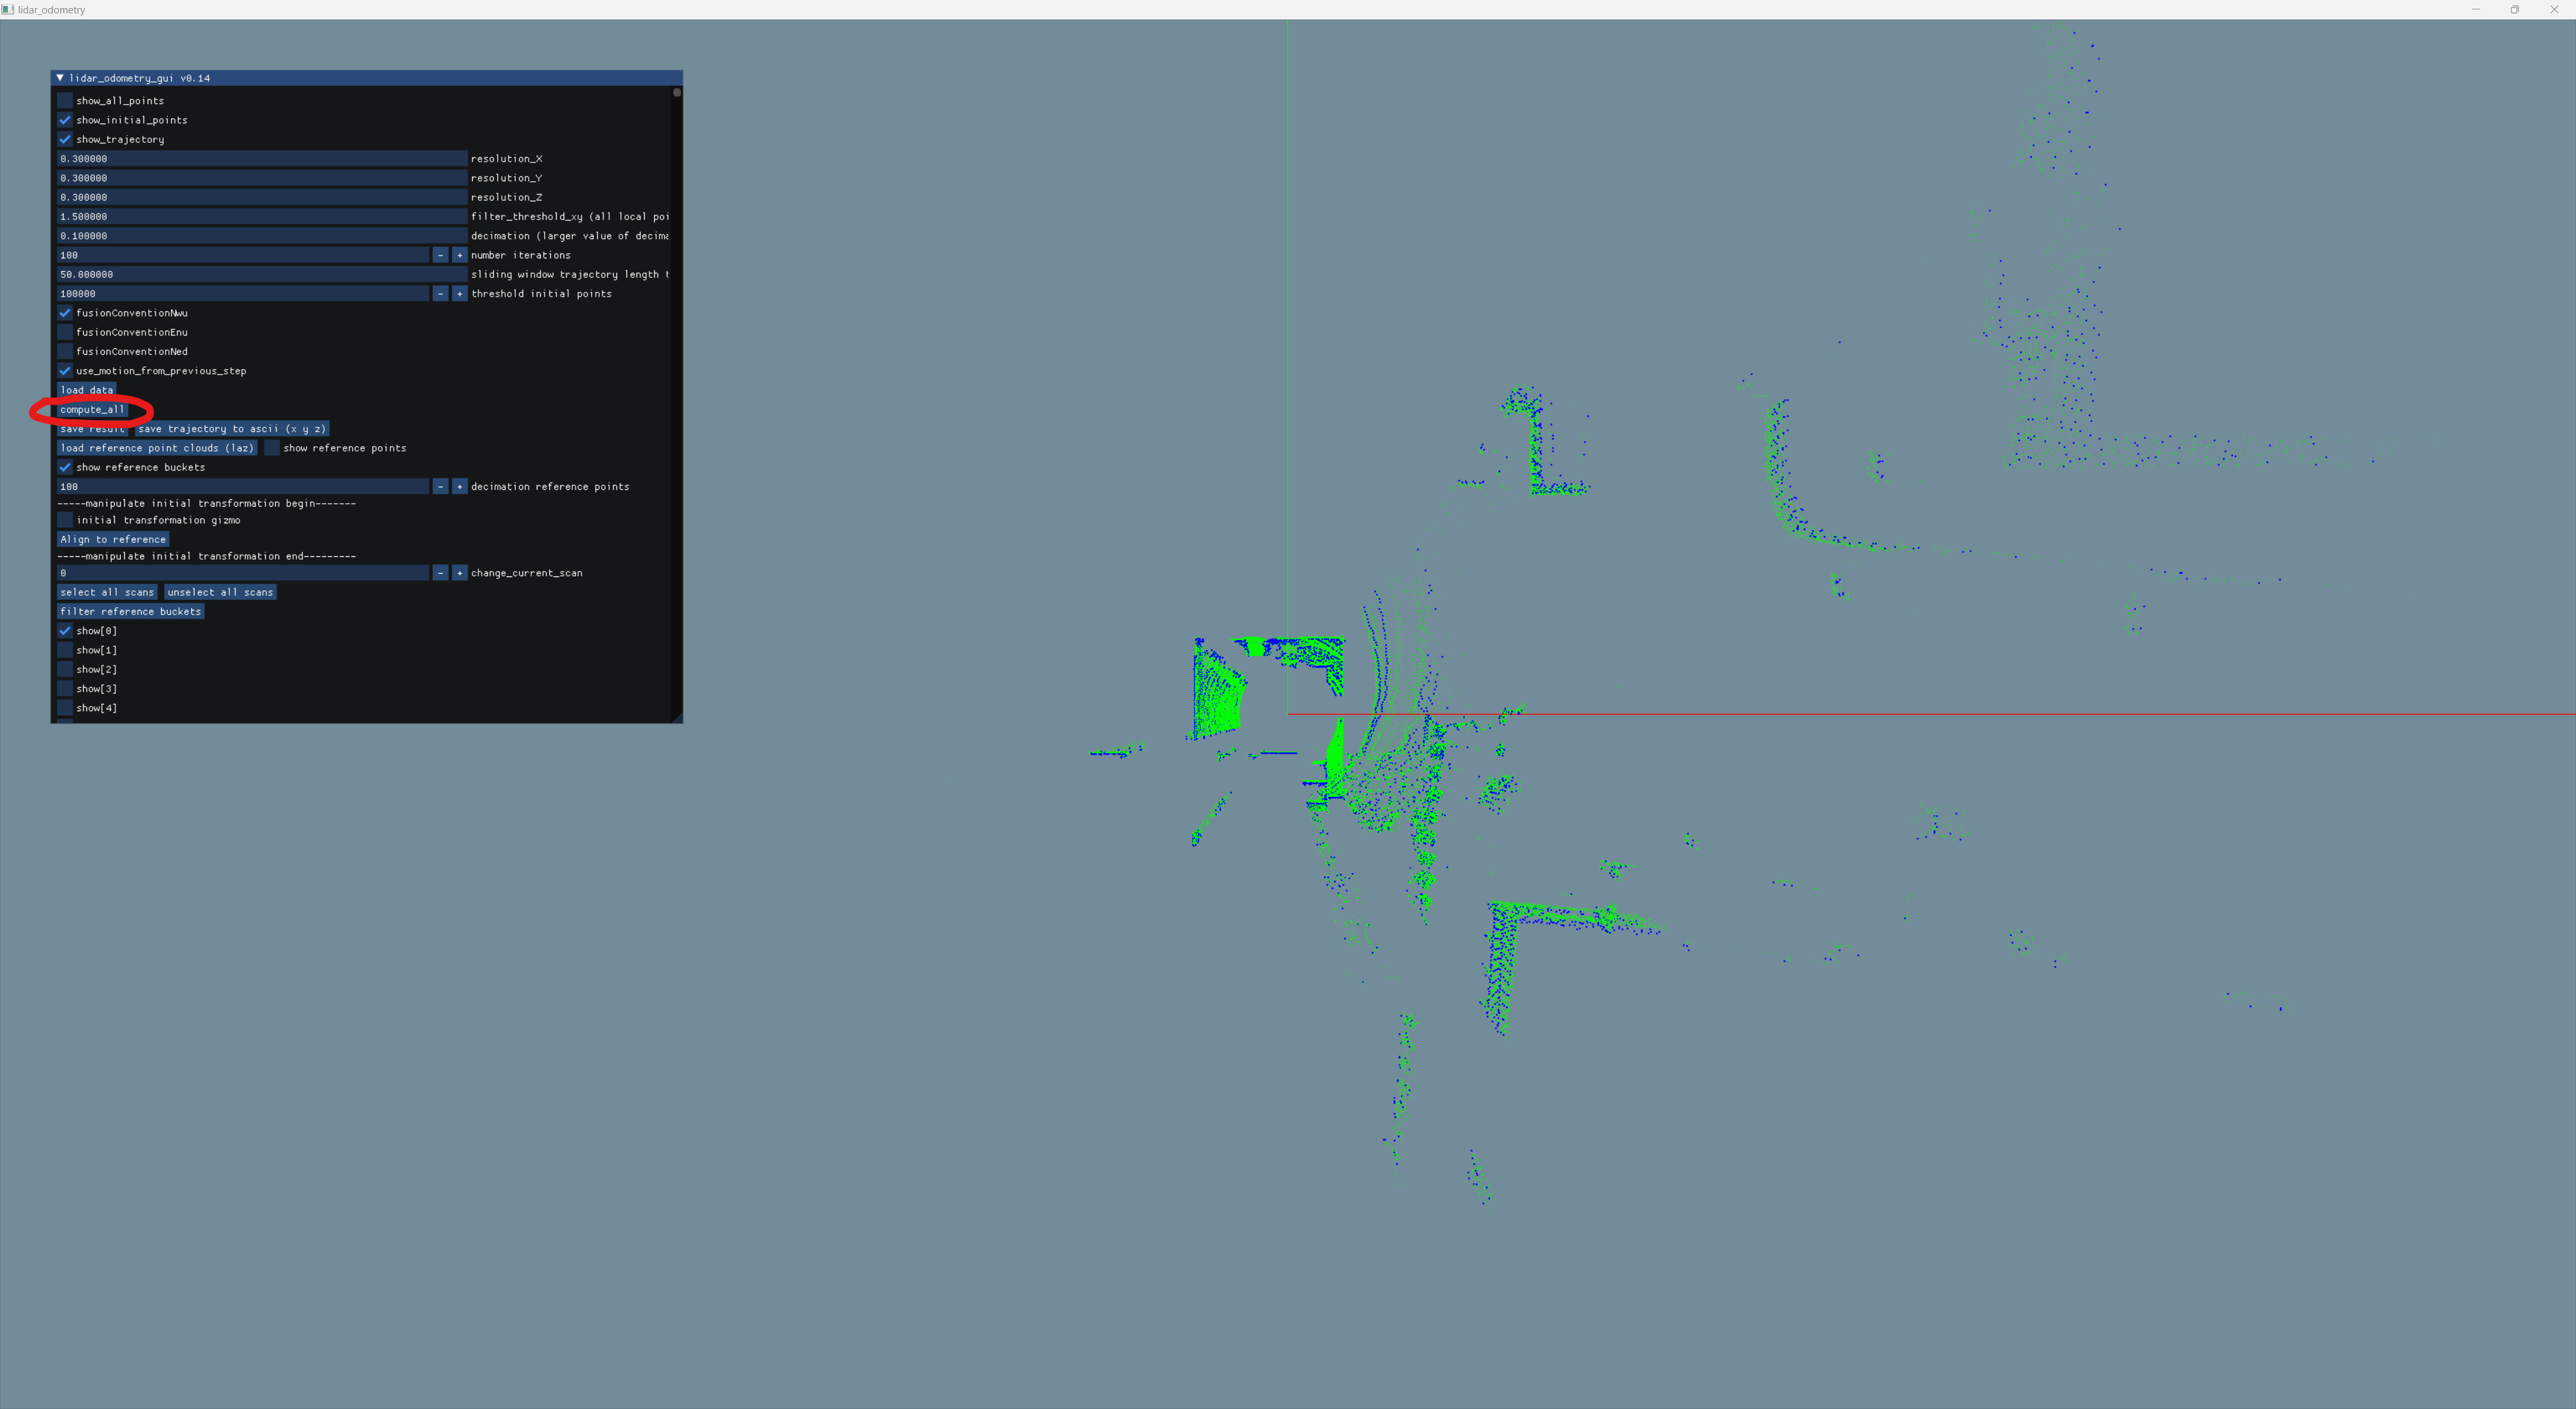 lidar_odometry
lidar_odometry_gui v0.14
show_all_points
show_initial_points
show_trajectory
0.300000 resolution_X
0.300000 resolution_Y
0.300000 resolution_Z
1.500000 filter_threshold_xy (all local poi
0.100000 decimation (larger value of decima
100 - + number iterations
50.000000 sliding window trajectory length t
100000 - + threshold initial points
fusionConventionNwu
fusionConventionEnu
fusionConventionNed
use_motion_from_previous_step
load data
compute_all
save result save trajectory to ascii (x y z)
load reference point clouds (laz) show reference points
show reference buckets
100 - + decimation reference points
-----manipulate initial transformation begin-------
initial transformation gizmo
Align to reference
-----manipulate initial transformation end---------
0 - + change_current_scan
select all scans unselect all scans
filter reference buckets
show[0]
show[1]
show[2]
show[3]
show[4]